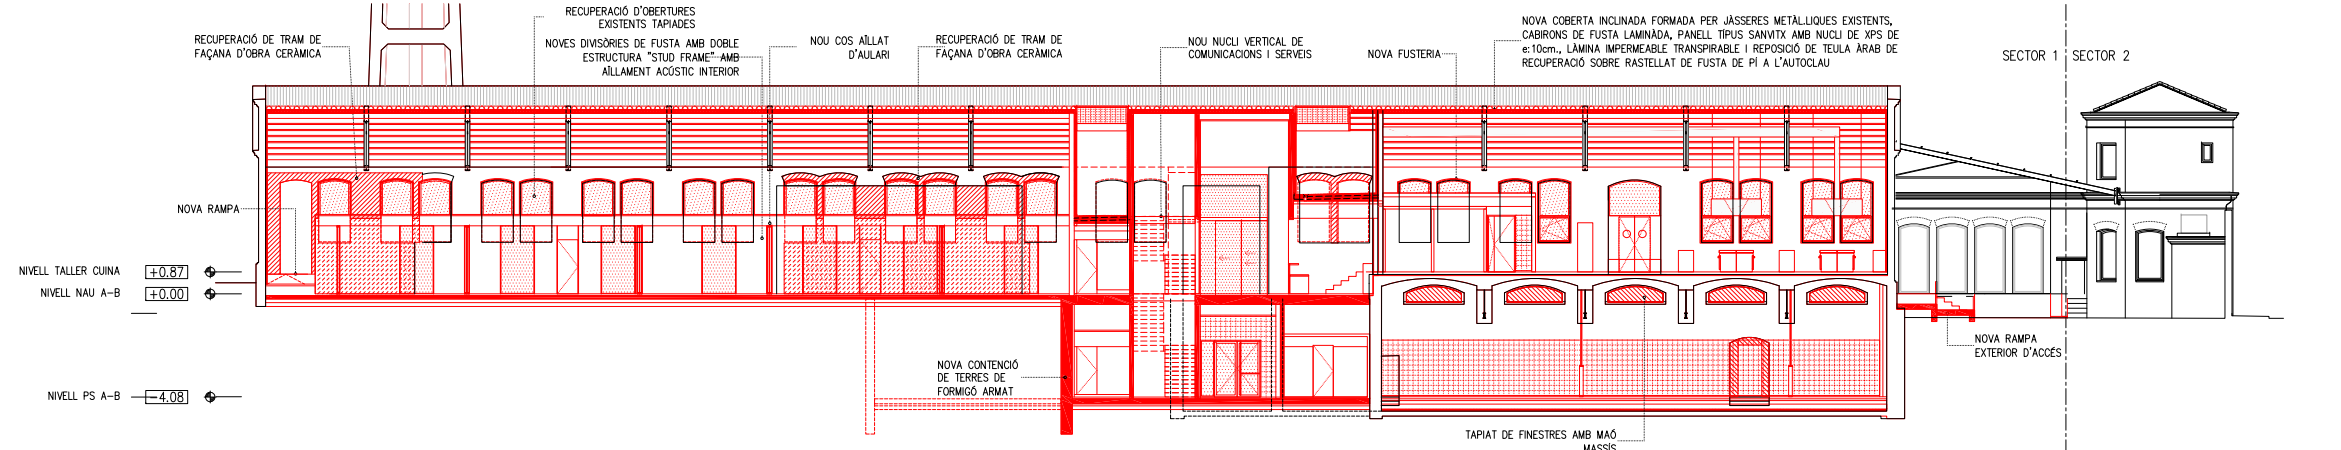 RECUPERACIÓ D'OBERTURES
EXISTENTS TAPIADES
RECUPERACIÓ DE TRAM DE
FAÇANA D'OBRA CERÀMICA
NOVES DIVISÒRIES DE FUSTA AMB DOBLE
ESTRUCTURA "STUD FRAME" AMB
AÏLLAMENT ACÚSTIC INTERIOR
NOU COS AÏLLAT
D'AULARI
RECUPERACIÓ DE TRAM DE
FAÇANA D'OBRA CERÀMICA
NOU NUCLI VERTICAL DE
COMUNICACIONS I SERVEIS
NOVA FUSTERIA
NOVA COBERTA INCLINADA FORMADA PER JÀSSERES METÀL.LIQUES EXISTENTS,
CABIRONS DE FUSTA LAMINADA, PANELL TÍPUS SANVITX AMB NUCLI DE XPS DE
e:10cm., LÀMINA IMPERMEABLE TRANSPIRABLE I REPOSICIÓ DE TEULA ÀRAB DE
RECUPERACIÓ SOBRE RASTELLAT DE FUSTA DE PÍ A L'AUTOCLAU
SECTOR 1 SECTOR 2
NOVA RAMPA
NIVELL TALLER CUINA +0.87
NIVELL NAU A-B +0.00
NIVELL PS A-B -4.08
NOVA CONTENCIÓ
DE TERRES DE
FORMIGÓ ARMAT
NOVA RAMPA
EXTERIOR D'ACCÉS
TAPIAT DE FINESTRES AMB MAÓ
MASSÍS